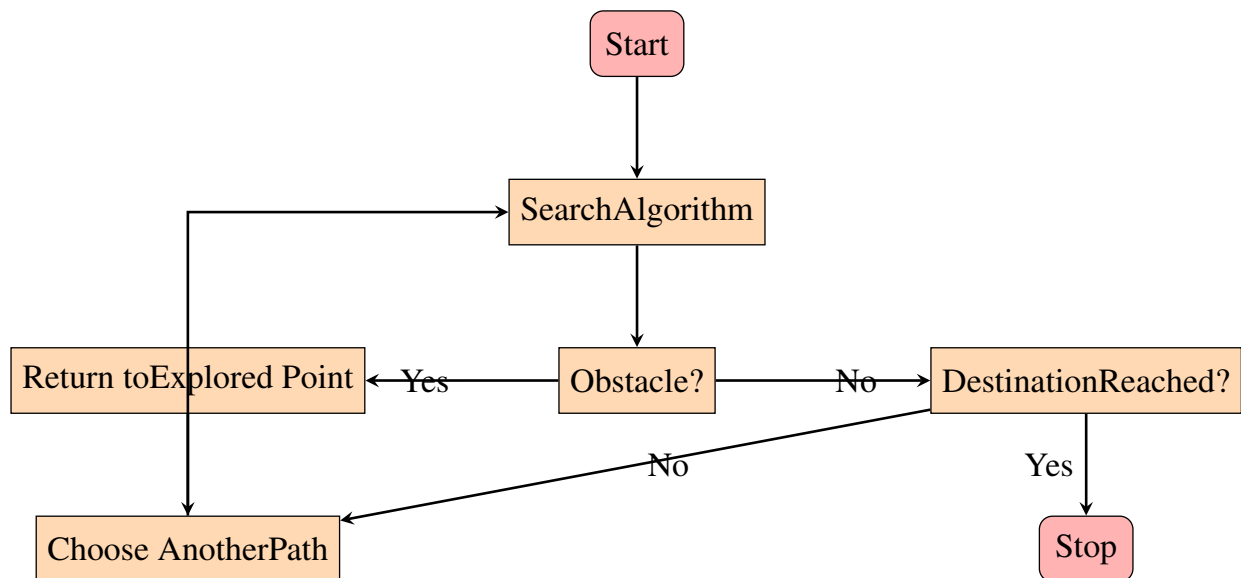 Start
SearchAlgorithm
Return toExplored Point
Yes
Obstacle?
No
DestinationReached?
No
Yes
Choose AnotherPath
Stop